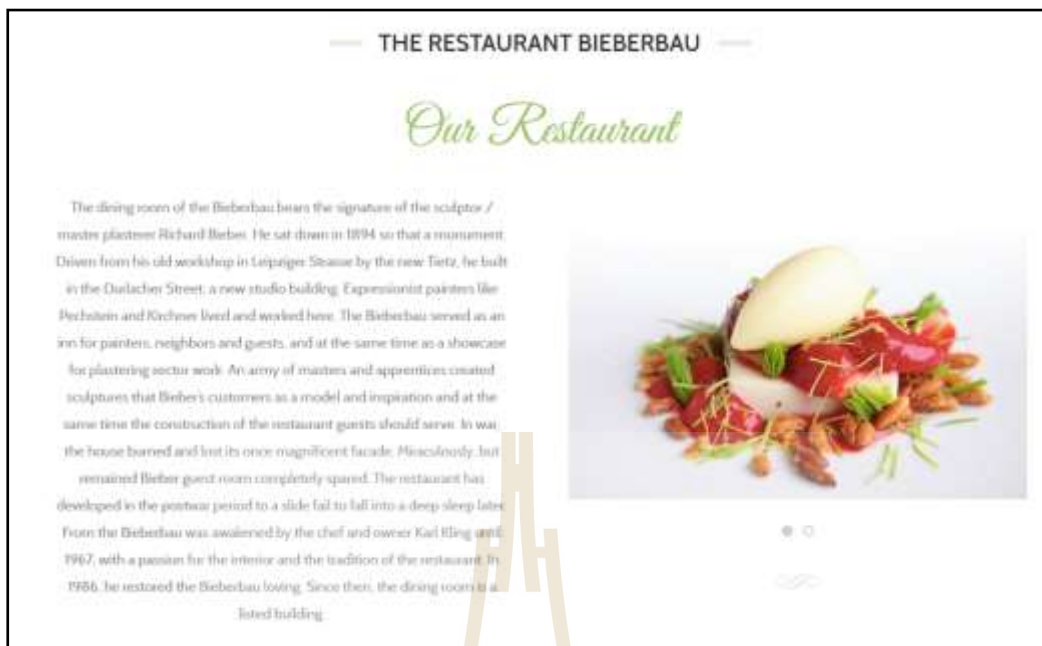 THE RESTAURANT BIEBERBAU
Our Restaurant
The dining room of the Bieberbau bears the signature of the sculptor /
master plasterer Richard Bieber. He sat down in 1894 so that a monument.
Driven from his old workshop in Leipziger Strasse by the new Tietz, he built
in the Durlacher Street, a new studio building. Expressionist painters like
Pechstein and Kirchner lived and worked here. The Bieberbau served as an
inn for painters, neighbors and guests, and at the same time as a showcase
for plastering sector work. An army of masters and apprentices created
sculptures that Bieber's customers as a model and inspiration and at the
same time the construction of the restaurant guests should serve. In war,
the house burned and lost its once magnificent facade. Miraculously, but
remained Bieber guest room completely spared. The restaurant has
developed in the postwar period to a slide fail to fall into a deep sleep later.
From the Bieberbau was awakened by the chef and owner Karl Kling until
1967, with a passion for the interior and the tradition of the restaurant. In
1986, he restored the Bieberbau loving. Since then, the dining room is a
listed building.